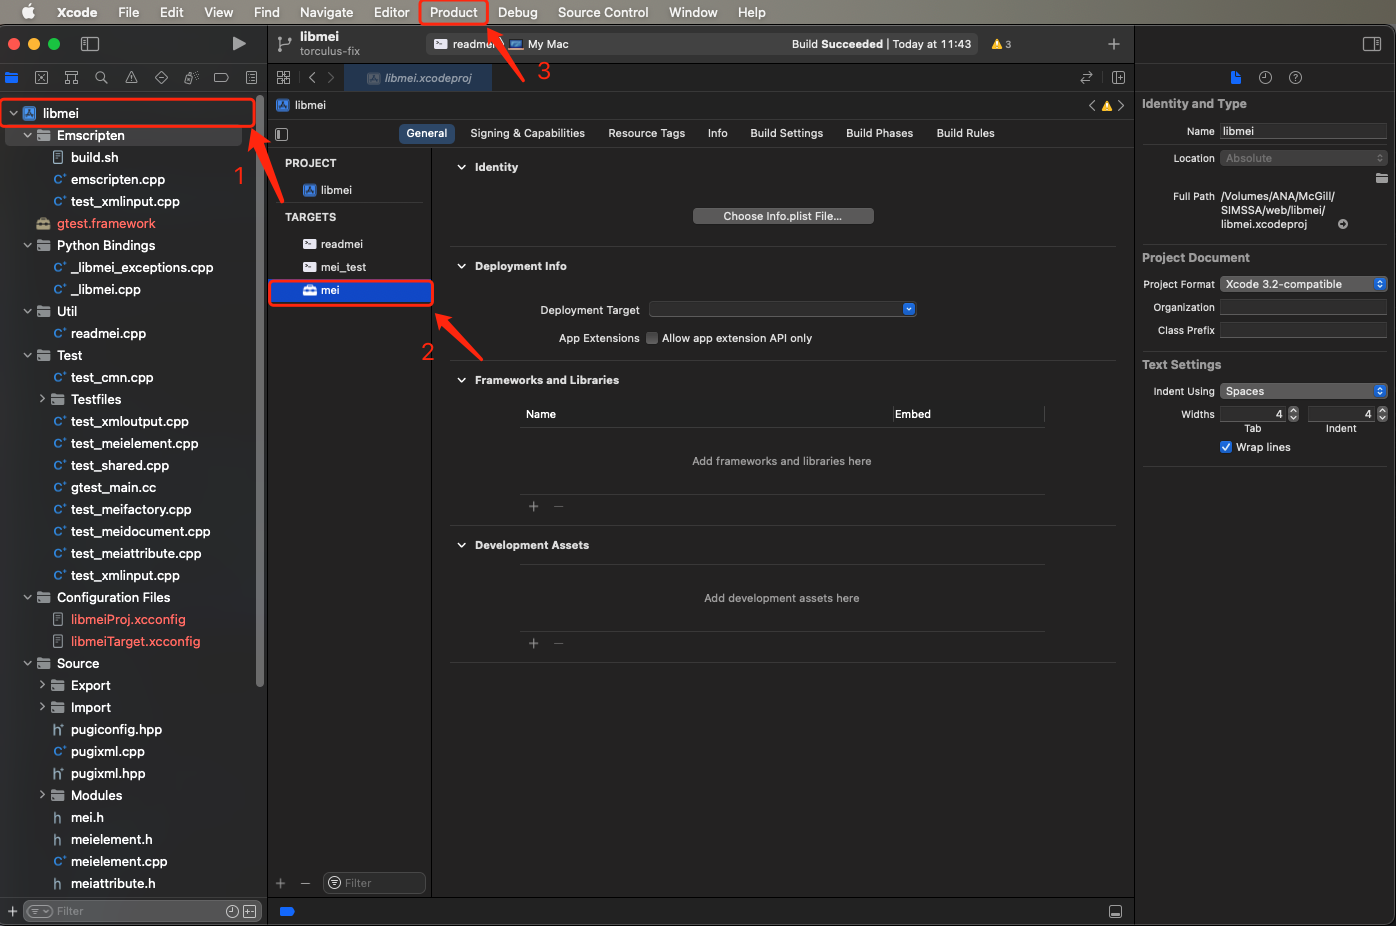 Xcode File Edit View Find Navigate Editor Product Debug Source Control Window Help
libmei
torculus-fix
readmei
My Mac
Build Succeeded | Today at 11:43
3
3
libmei.xcodeproj
libmei
Emscripten
build.sh
emscripten.cpp
test_xmlinput.cpp
gtest.framework
Python Bindings
_libmei_exceptions.cpp
_libmei.cpp
Util
readmei.cpp
Test
test_cmn.cpp
Testfiles
test_xmloutput.cpp
test_meielement.cpp
test_shared.cpp
gtest_main.cc
test_meifactory.cpp
test_meidocument.cpp
test_meiattribute.cpp
test_xmlinput.cpp
Configuration Files
libmeiProj.xcconfig
libmeiTarget.xcconfig
Source
Export
Import
pugiconfig.hpp
pugixml.cpp
pugixml.hpp
Modules
mei.h
meielement.h
meielement.cpp
meiattribute.h
Filter
1
libmei
General Signing & Capabilities Resource Tags Info Build Settings Build Phases Build Rules
PROJECT
libmei
TARGETS
readmei
mei_test
mei
2
Filter
Identity
Choose Info.plist File...
Deployment Info
Deployment Target
App Extensions Allow app extension API only
Frameworks and Libraries
Name Embed
Add frameworks and libraries here
Development Assets
Add development assets here
Identity and Type
Name libmei
Location Absolute
Full Path /Volumes/ANA/McGill/
SIMSSA/web/libmei/
libmei.xcodeproj
Project Document
Project Format Xcode 3.2-compatible
Organization
Class Prefix
Text Settings
Indent Using Spaces
Widths 4 4
Tab Indent
Wrap lines